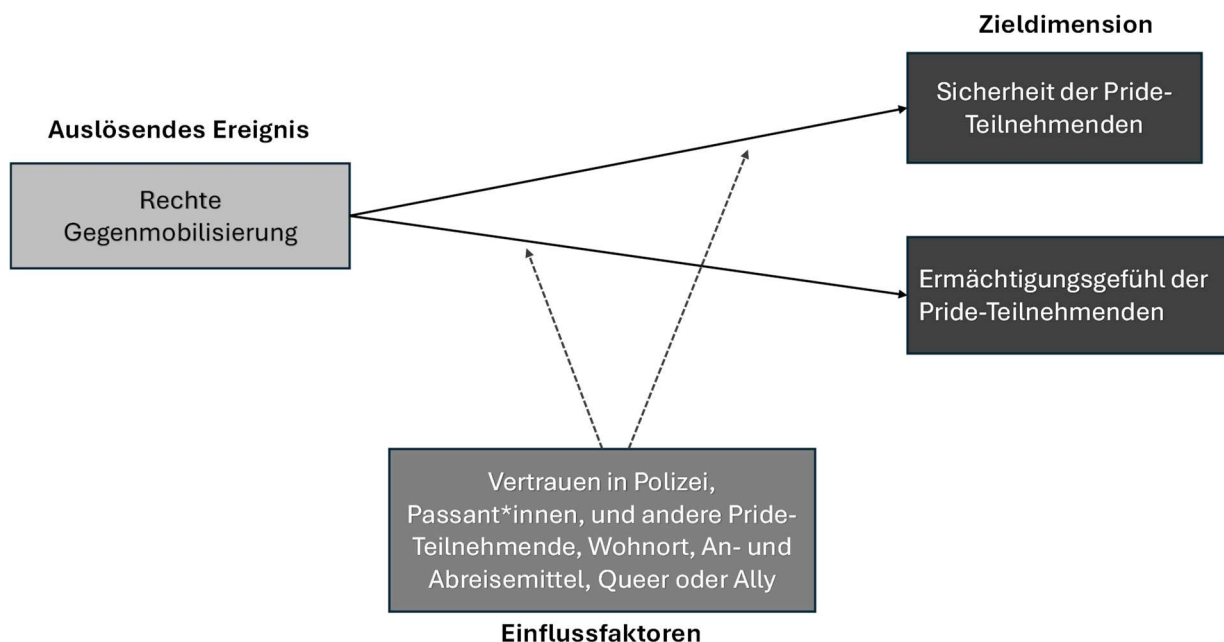 Zieldimension
Sicherheit der Pride-
Teilnehmenden
Auslösendes Ereignis
Rechte
Gegenmobilisierung
Ermächtigungsgefühl der
Pride-Teilnehmenden
Vertrauen in Polizei,
Passant*innen, und andere Pride-
Teilnehmende, Wohnort, An- und
Abreisemittel, Queer oder Ally
Einflussfaktoren